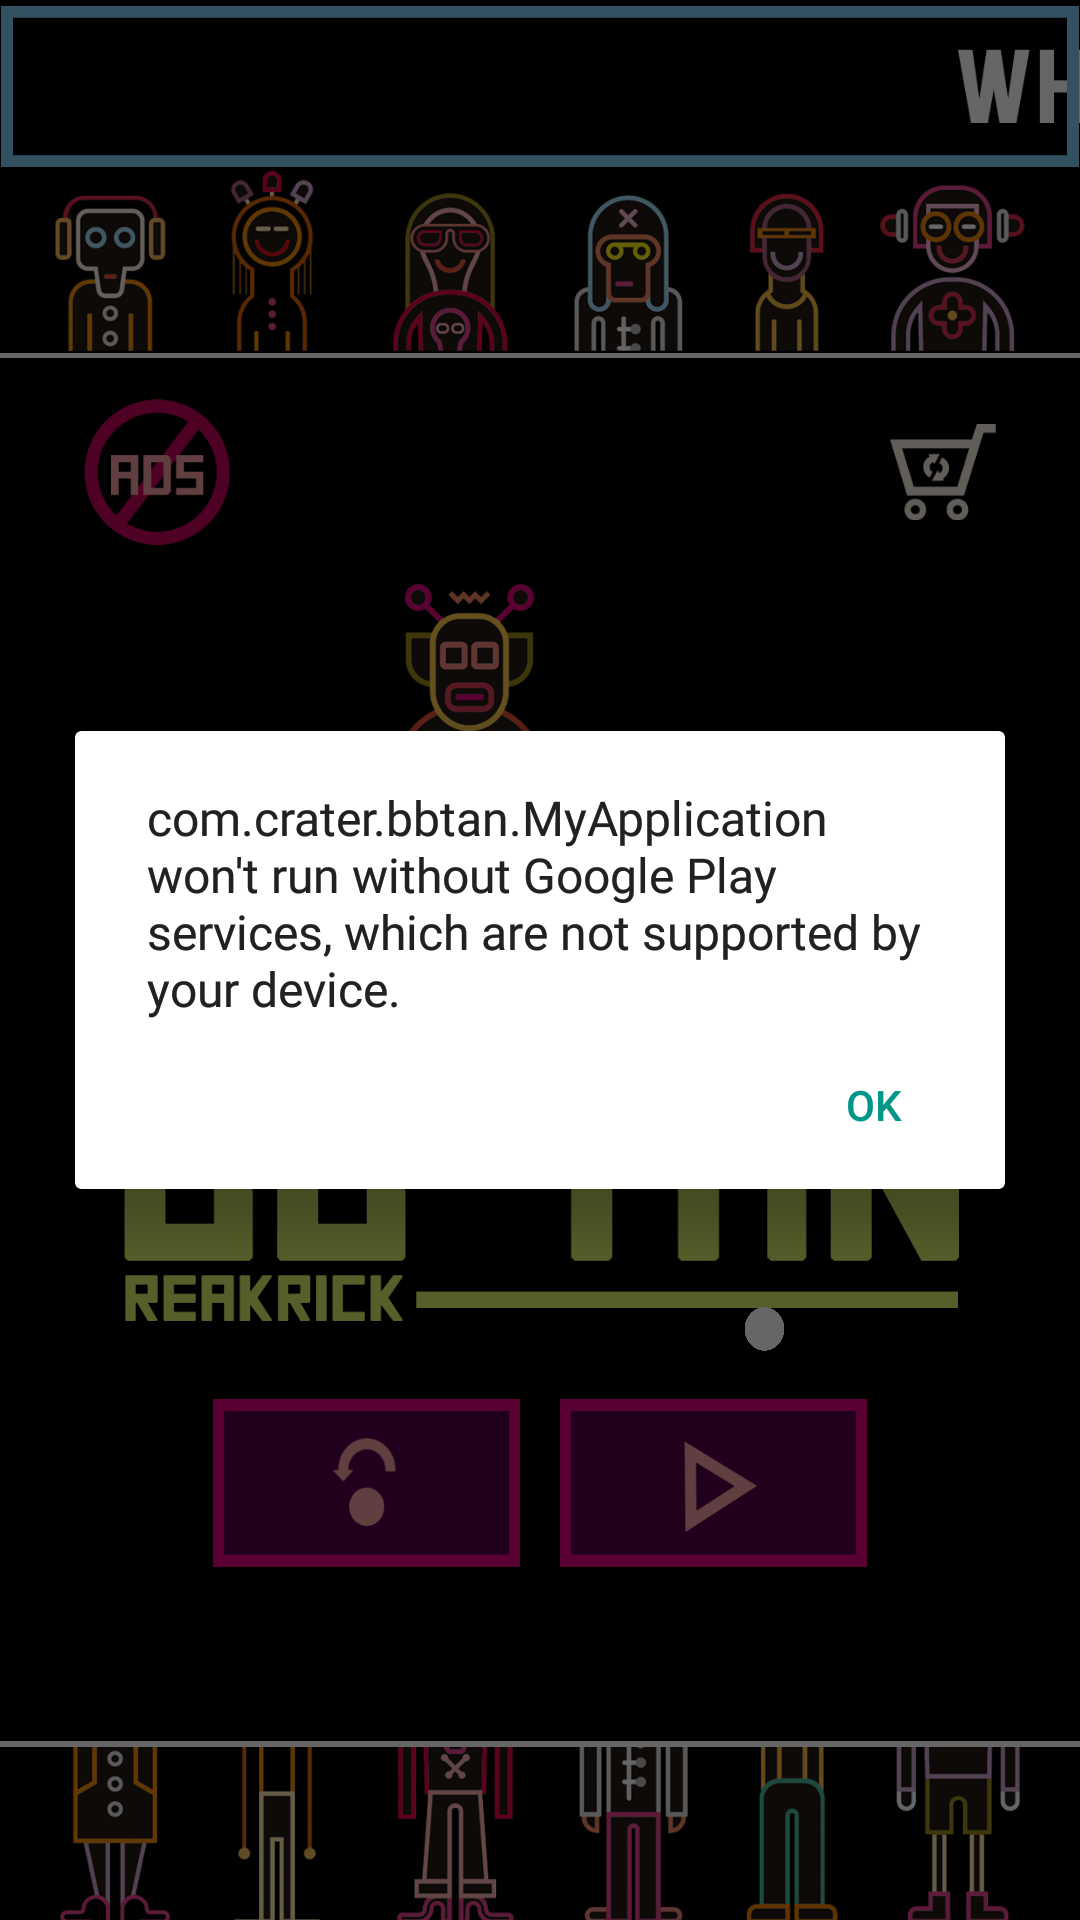 WH
ADS
com.crater.bbtan.MyApplication
won't run without Google Play
services, which are not supported by
your device.
OK
REAKRICK